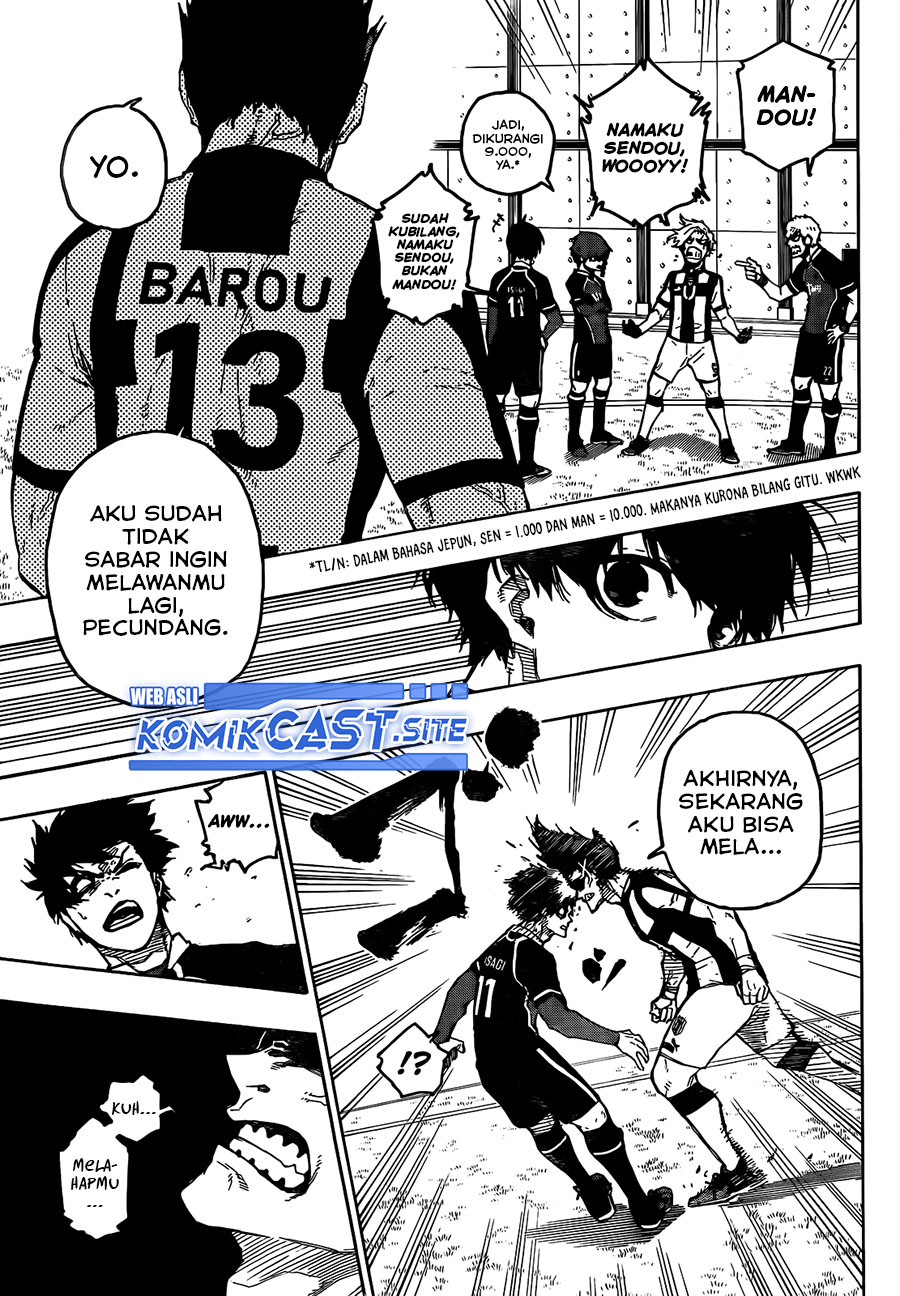 MAN-
DOU!
NAMAKU
SENDOU,
WOOOYY!
JADI,
DIKURANGI
9.000,
YA.*
SUDAH
KUBILANG,
NAMAKU
SENDOU,
BUKAN
MANDOU!
YO.
BAROU
13
ISAGI
11
22
AKU SUDAH
TIDAK
SABAR INGIN
MELAWANMU
LAGI,
PECUNDANG.
*TL/N: DALAM BAHASA JEPUN, SEN = 1.000 DAN MAN = 10.000. MAKANYA KURONA BILANG GITU. WKWK
WEB ASLI
KOMIKCAST.SITE
AKHIRNYA,
SEKARANG
AKU BISA
MELA...
ISAGI
11
!?
AWW...
KUH...
MELA-
HAPMU
...